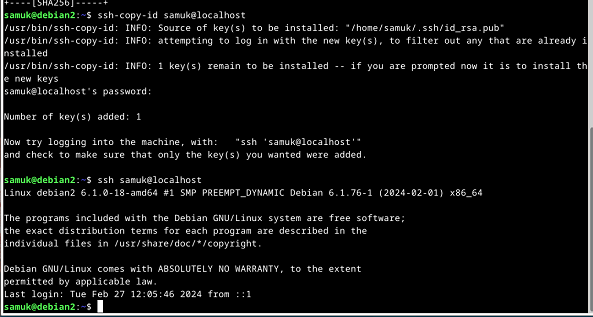 +----[SHA256]-----+
samuk@debian2:~$ ssh-copy-id samuk@localhost
/usr/bin/ssh-copy-id: INFO: Source of key(s) to be installed: "/home/samuk/.ssh/id_rsa.pub"
/usr/bin/ssh-copy-id: INFO: attempting to log in with the new key(s), to filter out any that are already i
nstalled
/usr/bin/ssh-copy-id: INFO: 1 key(s) remain to be installed -- if you are prompted now it is to install th
e new keys
samuk@localhost's password:
Number of key(s) added: 1
Now try logging into the machine, with:   "ssh 'samuk@localhost'"
and check to make sure that only the key(s) you wanted were added.
samuk@debian2:~$ ssh samuk@localhost
Linux debian2 6.1.0-18-amd64 #1 SMP PREEMPT_DYNAMIC Debian 6.1.76-1 (2024-02-01) x86_64
The programs included with the Debian GNU/Linux system are free software;
the exact distribution terms for each program are described in the
individual files in /usr/share/doc/*/copyright.
Debian GNU/Linux comes with ABSOLUTELY NO WARRANTY, to the extent
permitted by applicable law.
Last login: Tue Feb 27 12:05:46 2024 from ::1
samuk@debian2:~$